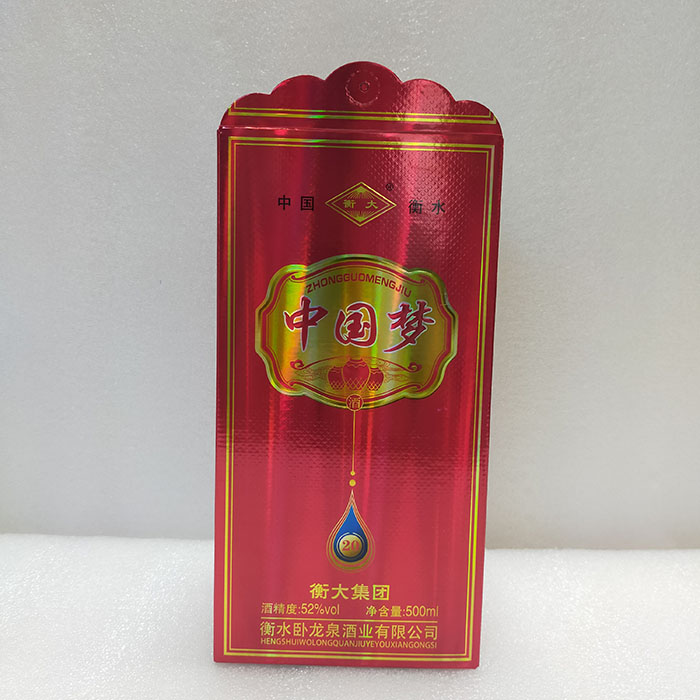 中国 衡大 ® 衡水
ZHONGGUOMENGJIU
中国梦
酒
20
衡大集团
酒精度:52%vol 净含量:500ml
衡水卧龙泉酒业有限公司
HENGSHUIWOLONGQUANJIUYEYOUXIANGONGSI